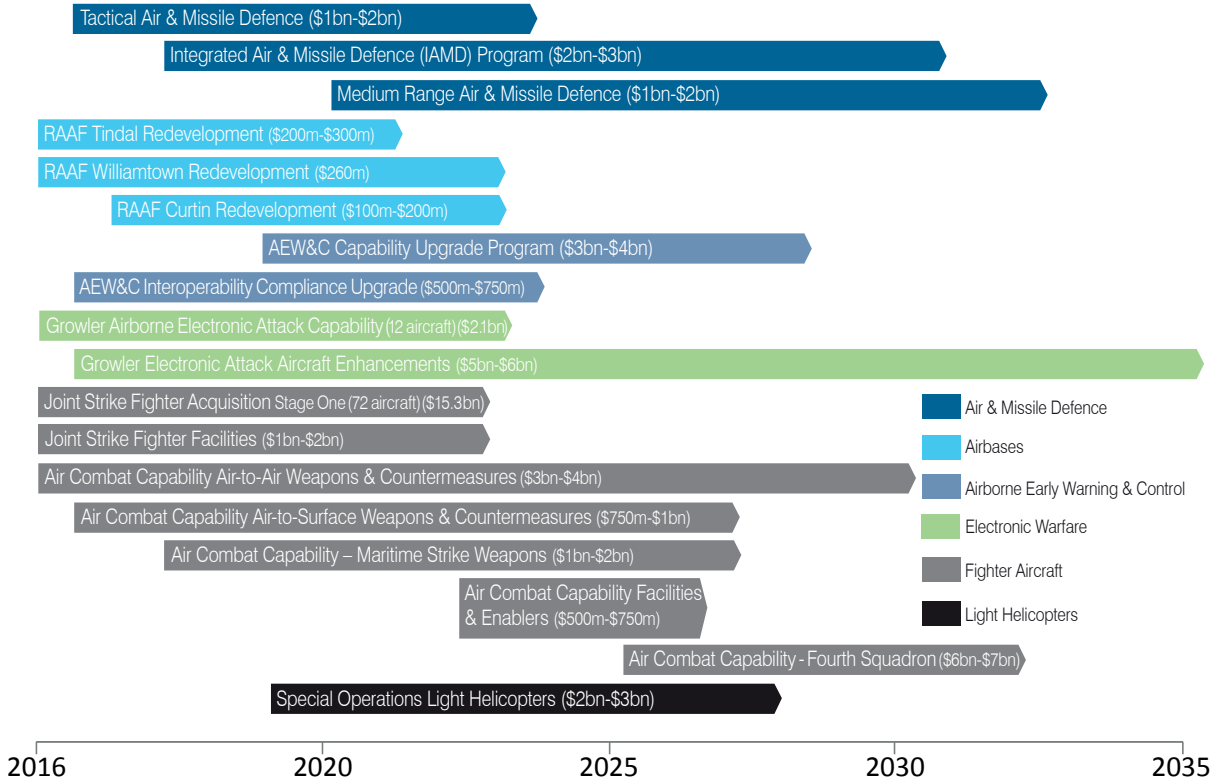 Tactical Air & Missile Defence ($1bn-$2bn)
Integrated Air & Missile Defence (IAMD) Program ($2bn-$3bn)
Medium Range Air & Missile Defence ($1bn-$2bn)
RAAF Tindal Redevelopment ($200m-$300m)
RAAF Williamtown Redevelopment ($260m)
RAAF Curtin Redevelopment ($100m-$200m)
AEW&C Capability Upgrade Program ($3bn-$4bn)
AEW&C Interoperability Compliance Upgrade ($500m-$750m)
Growler Airborne Electronic Attack Capability (12 aircraft) ($2.1bn)
Growler Electronic Attack Aircraft Enhancements ($5bn-$6bn)
Joint Strike Fighter Acquisition Stage One (72 aircraft) ($15.3bn)
Joint Strike Fighter Facilities ($1bn-$2bn)
Air Combat Capability Air-to-Air Weapons & Countermeasures ($3bn-$4bn)
Air Combat Capability Air-to-Surface Weapons & Countermeasures ($750m-$1bn)
Air Combat Capability – Maritime Strike Weapons ($1bn-$2bn)
Air Combat Capability Facilities
& Enablers ($500m-$750m)
Air Combat Capability - Fourth Squadron ($6bn-$7bn)
Special Operations Light Helicopters ($2bn-$3bn)
Air & Missile Defence
Airbases
Airborne Early Warning & Control
Electronic Warfare
Fighter Aircraft
Light Helicopters
2016 2020 2025 2030 2035